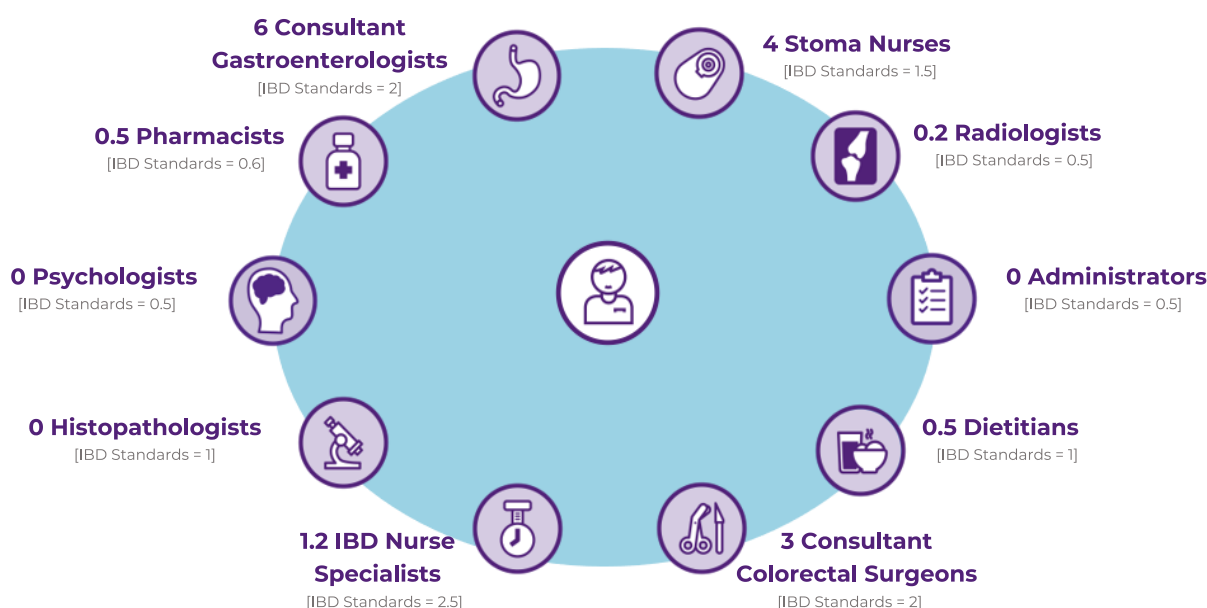 6 Consultant
Gastroenterologists
[IBD Standards = 2]
4 Stoma Nurses
[IBD Standards = 1.5]
0.5 Pharmacists
[IBD Standards = 0.6]
0.2 Radiologists
[IBD Standards = 0.5]
0 Psychologists
[IBD Standards = 0.5]
0 Administrators
[IBD Standards = 0.5]
0 Histopathologists
[IBD Standards = 1]
0.5 Dietitians
[IBD Standards = 1]
1.2 IBD Nurse
Specialists
[IBD Standards = 2.5]
3 Consultant
Colorectal Surgeons
[IBD Standards = 2]